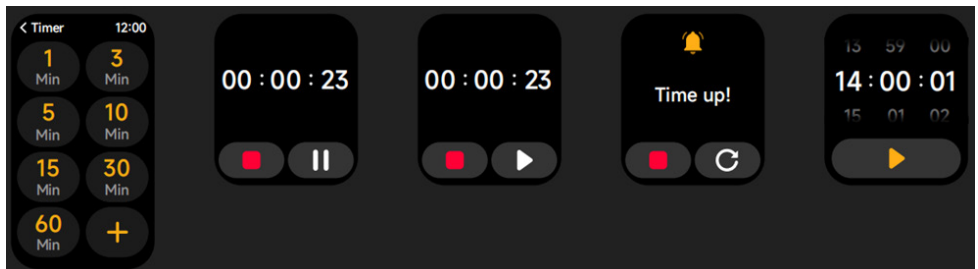 < Timer 12:00
1 3
Min Min
5 10
Min Min
15 30
Min Min
60 +
Min
00 : 00 : 23
00 : 00 : 23
Time up!
13 59 00
14 : 00 : 01
15 01 02